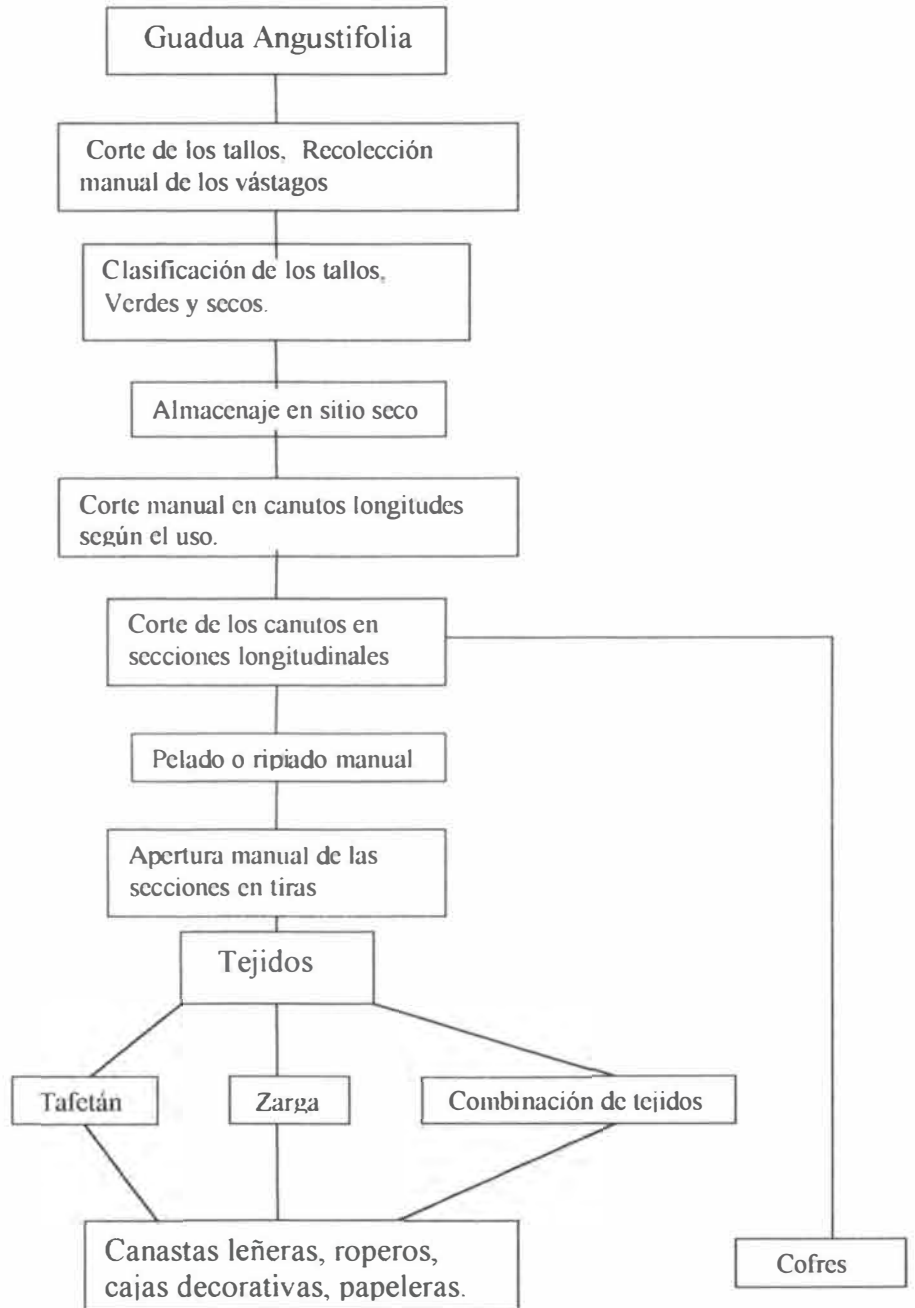 Guadua Angustifolia
Corte de los tallos, Recolección
manual de los vástagos
Clasificación de los tallos,
Verdes y secos.
Almacenaje en sitio seco
Corte manual en canutos longitudes
según el uso.
Corte de los canutos en
secciones longitudinales
Pelado o ripiado manual
Apertura manual de las
secciones en tiras
Tejidos
Tafetán
Zarga
Combinación de tejidos
Canastas leñeras, roperos,
cajas decorativas, papeleras.
Cofres